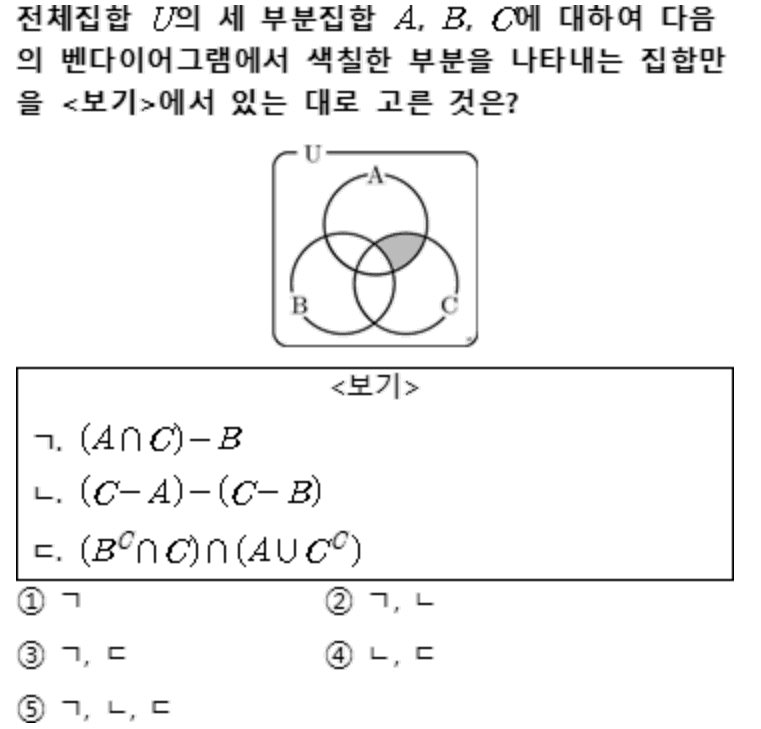 전체집합 U의 세 부분집합 A, B, C에 대하여 다음
의 벤다이어그램에서 색칠한 부분을 나타내는 집합만
을 <보기>에서 있는 대로 고른 것은?
U
A
B
C
<보기>
ㄱ. (A∩C)−B
ㄴ. (C−A)−(C−B)
ㄷ. (B^C∩C)∩(A∪C^C)
① ㄱ
② ㄱ, ㄴ
③ ㄱ, ㄷ
④ ㄴ, ㄷ
⑤ ㄱ, ㄴ, ㄷ